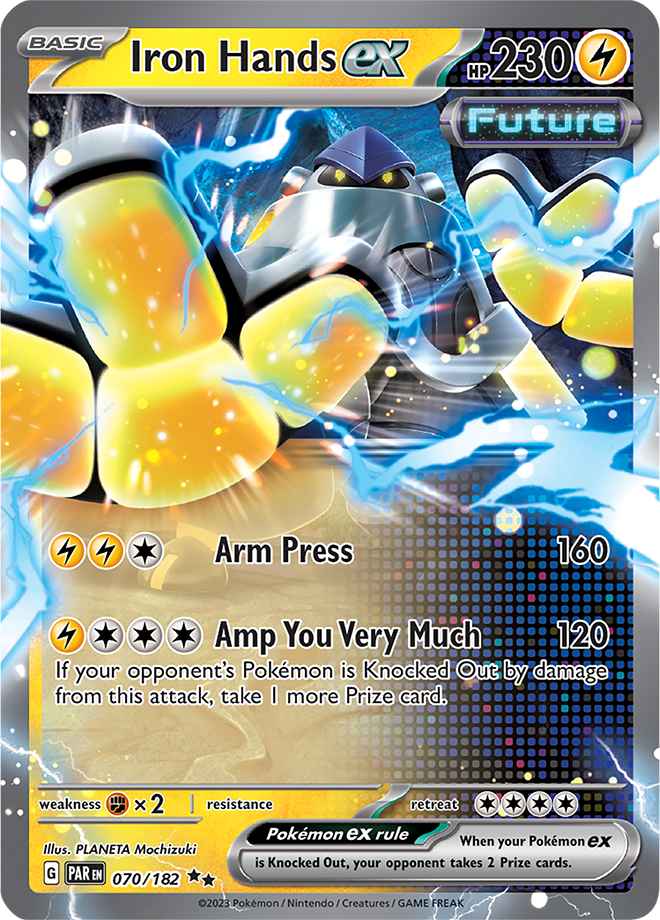 BASIC
Iron Hands ex
HP 230
Future
Arm Press 160
Amp You Very Much 120
If your opponent's Pokémon is Knocked Out by damage
from this attack, take 1 more Prize card.
weakness ×2 resistance retreat
Illus. PLANETA Mochizuki
Pokémon ex rule
When your Pokémon ex
is Knocked Out, your opponent takes 2 Prize cards.
G PAR EN 070/182
©2023 Pokémon / Nintendo / Creatures / GAME FREAK